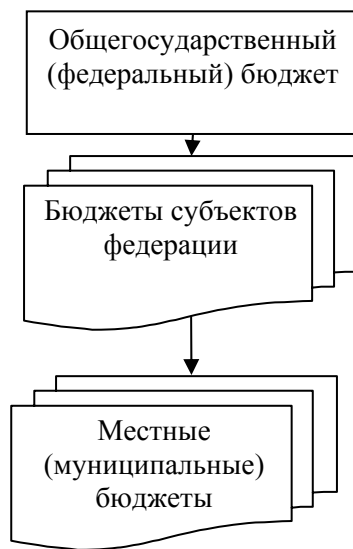 Общегосударственный
(федеральный) бюджет
Бюджеты субъектов
федерации
Местные
(муниципальные)
бюджеты